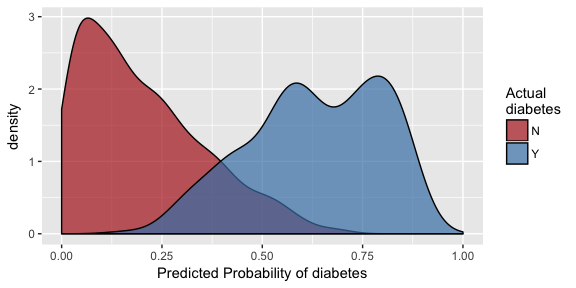 3
2
1
0
density
0.00 0.25 0.50 0.75 1.00
Predicted Probability of diabetes
Actual
diabetes
N
Y